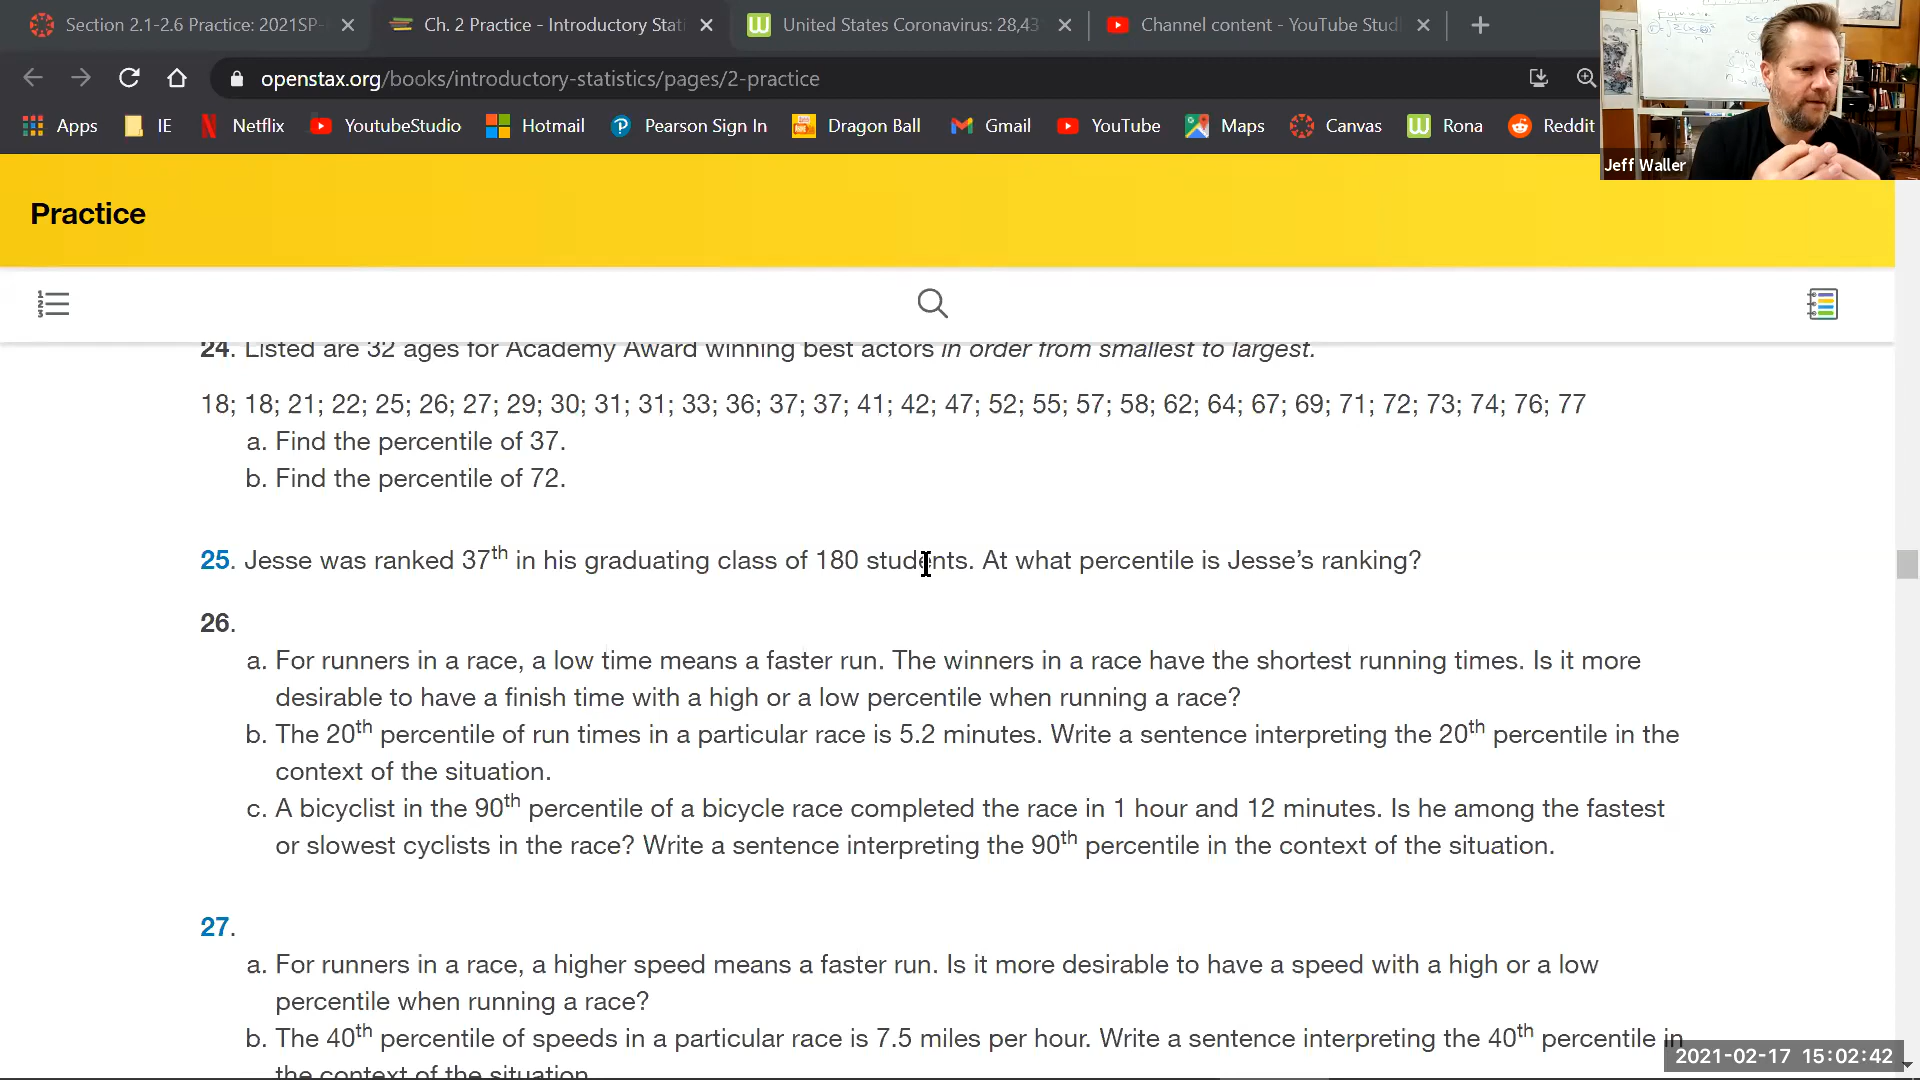 Section 2.1-2.6 Practice: 2021SP-
Ch. 2 Practice - Introductory Stati
United States Coronavirus: 28,43
Channel content - YouTube Studi
openstax.org/books/introductory-statistics/pages/2-practice
Apps
IE
Netflix
YoutubeStudio
Hotmail
Pearson Sign In
Dragon Ball
Gmail
YouTube
Maps
Canvas
Rona
Reddit
Jeff Waller
Practice
24. Listed are 32 ages for Academy Award winning best actors in order from smallest to largest.
18; 18; 21; 22; 25; 26; 27; 29; 30; 31; 31; 33; 36; 37; 37; 41; 42; 47; 52; 55; 57; 58; 62; 64; 67; 69; 71; 72; 73; 74; 76; 77
a. Find the percentile of 37.
b. Find the percentile of 72.
25. Jesse was ranked 37th in his graduating class of 180 students. At what percentile is Jesse’s ranking?
26.
a. For runners in a race, a low time means a faster run. The winners in a race have the shortest running times. Is it more
desirable to have a finish time with a high or a low percentile when running a race?
b. The 20th percentile of run times in a particular race is 5.2 minutes. Write a sentence interpreting the 20th percentile in the
context of the situation.
c. A bicyclist in the 90th percentile of a bicycle race completed the race in 1 hour and 12 minutes. Is he among the fastest
or slowest cyclists in the race? Write a sentence interpreting the 90th percentile in the context of the situation.
27.
a. For runners in a race, a higher speed means a faster run. Is it more desirable to have a speed with a high or a low
percentile when running a race?
b. The 40th percentile of speeds in a particular race is 7.5 miles per hour. Write a sentence interpreting the 40th percentile in
the context of the situation
2021-02-17 15:02:42